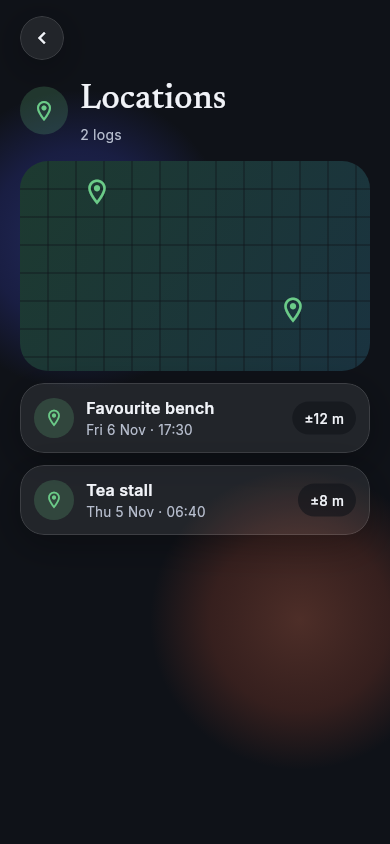 Locations
2 logs
Favourite bench
Fri 6 Nov · 17:30
±12 m
Tea stall
Thu 5 Nov · 06:40
±8 m